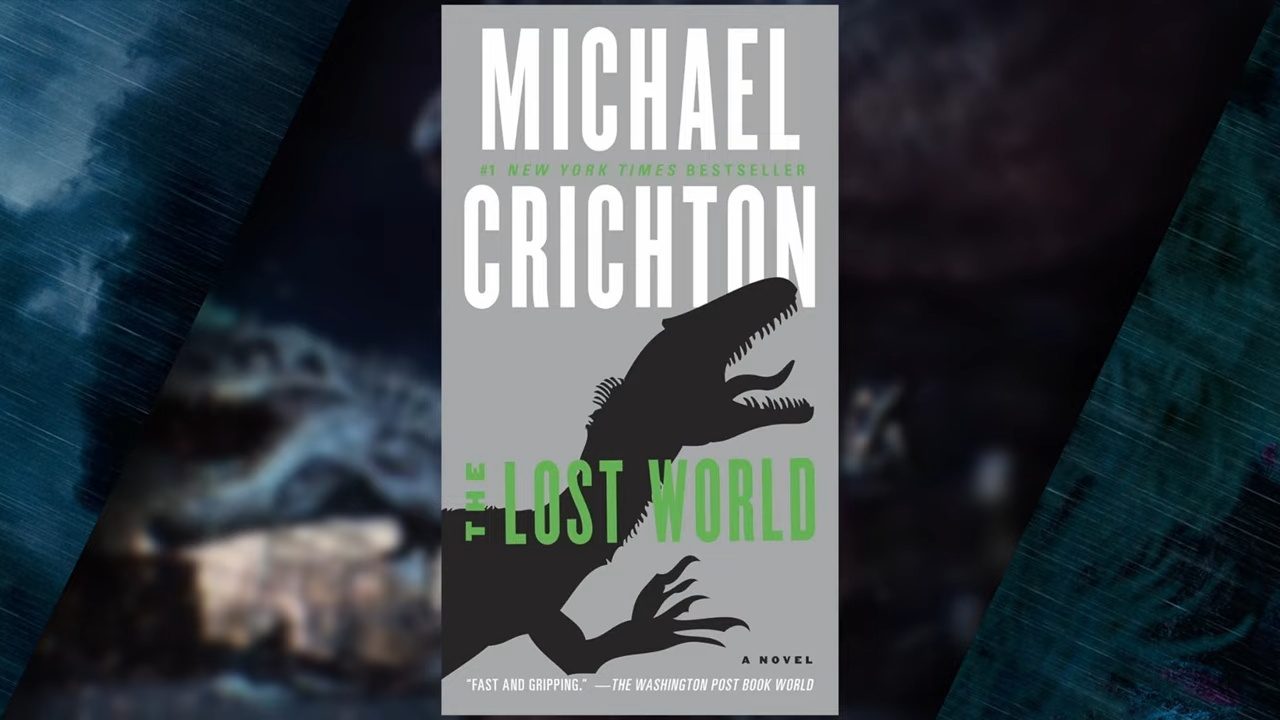 MICHAEL
#1 NEW YORK TIMES BESTSELLER
CRICHTON
THE LOST WORLD
A NOVEL
“FAST AND GRIPPING.” —THE WASHINGTON POST BOOK WORLD